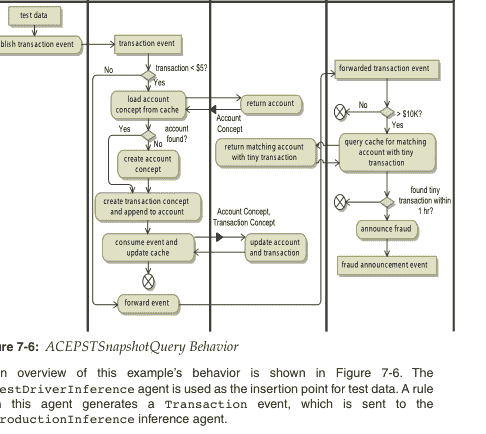 test data
blish transaction event
transaction event
No
transaction < $5?
Yes
load account
concept from cache
return account
Account
Concept
Yes
account
found?
No
create account
concept
create transaction concept
and append to account
Account Concept,
Transaction Concept
consume event and
update cache
update account
and transaction
forward event
return matching account
with tiny transaction
forwarded transaction event
No
> $10K?
Yes
query cache for matching
account with tiny
transaction
found tiny
transaction within
1 hr?
announce fraud
fraud announcement event
ure 7-6: ACEPSTSnapshotQuery Behavior
n overview of this example's behavior is shown in Figure 7-6. The
estDriverInference agent is used as the insertion point for test data. A rule
this agent generates a Transaction event, which is sent to the
roductionInference inference agent.